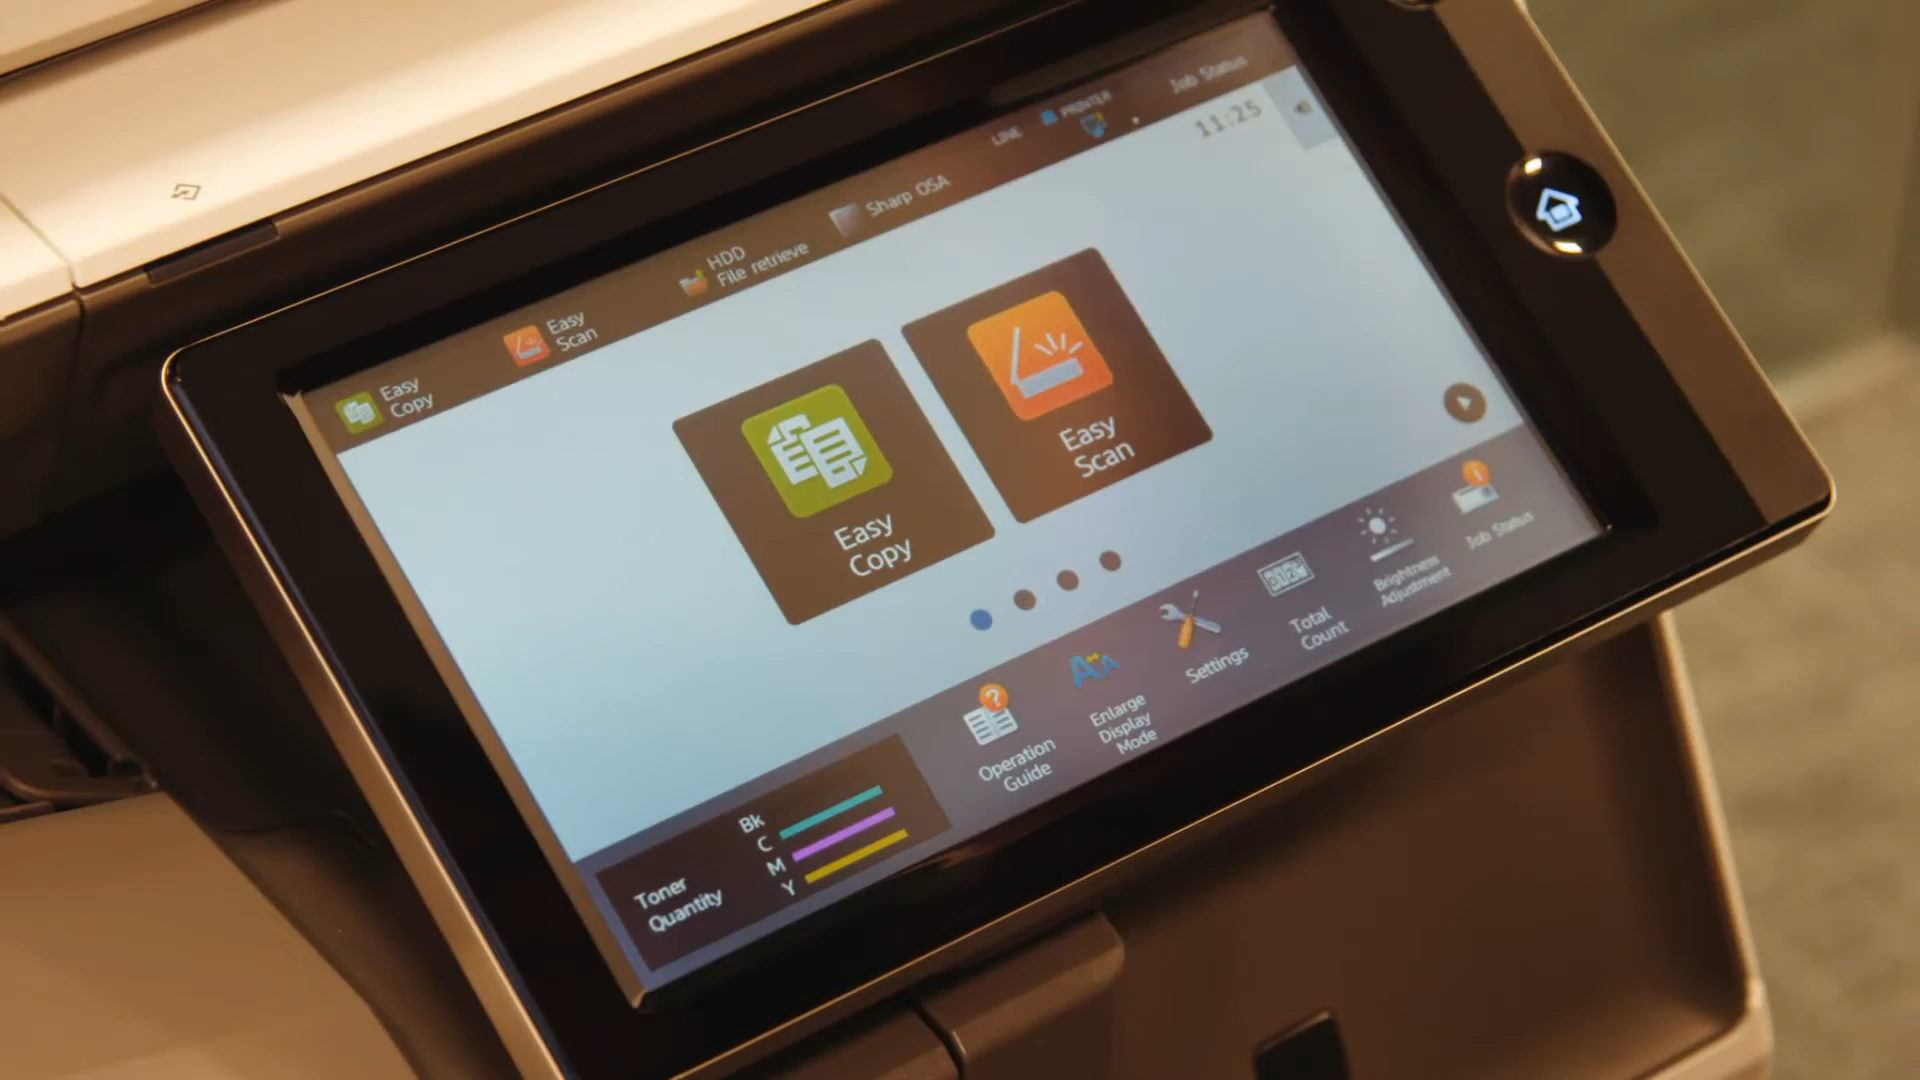 Job Status
LINE
PRINTER
11:25
Easy
Copy
Easy
Scan
HDD
File retrieve
Sharp OSA
Easy
Copy
Easy
Scan
Toner
Quantity
Bk
C
M
Y
Operation
Guide
Enlarge
Display
Mode
Settings
Total
Count
Brightness
Adjustment
Job Status